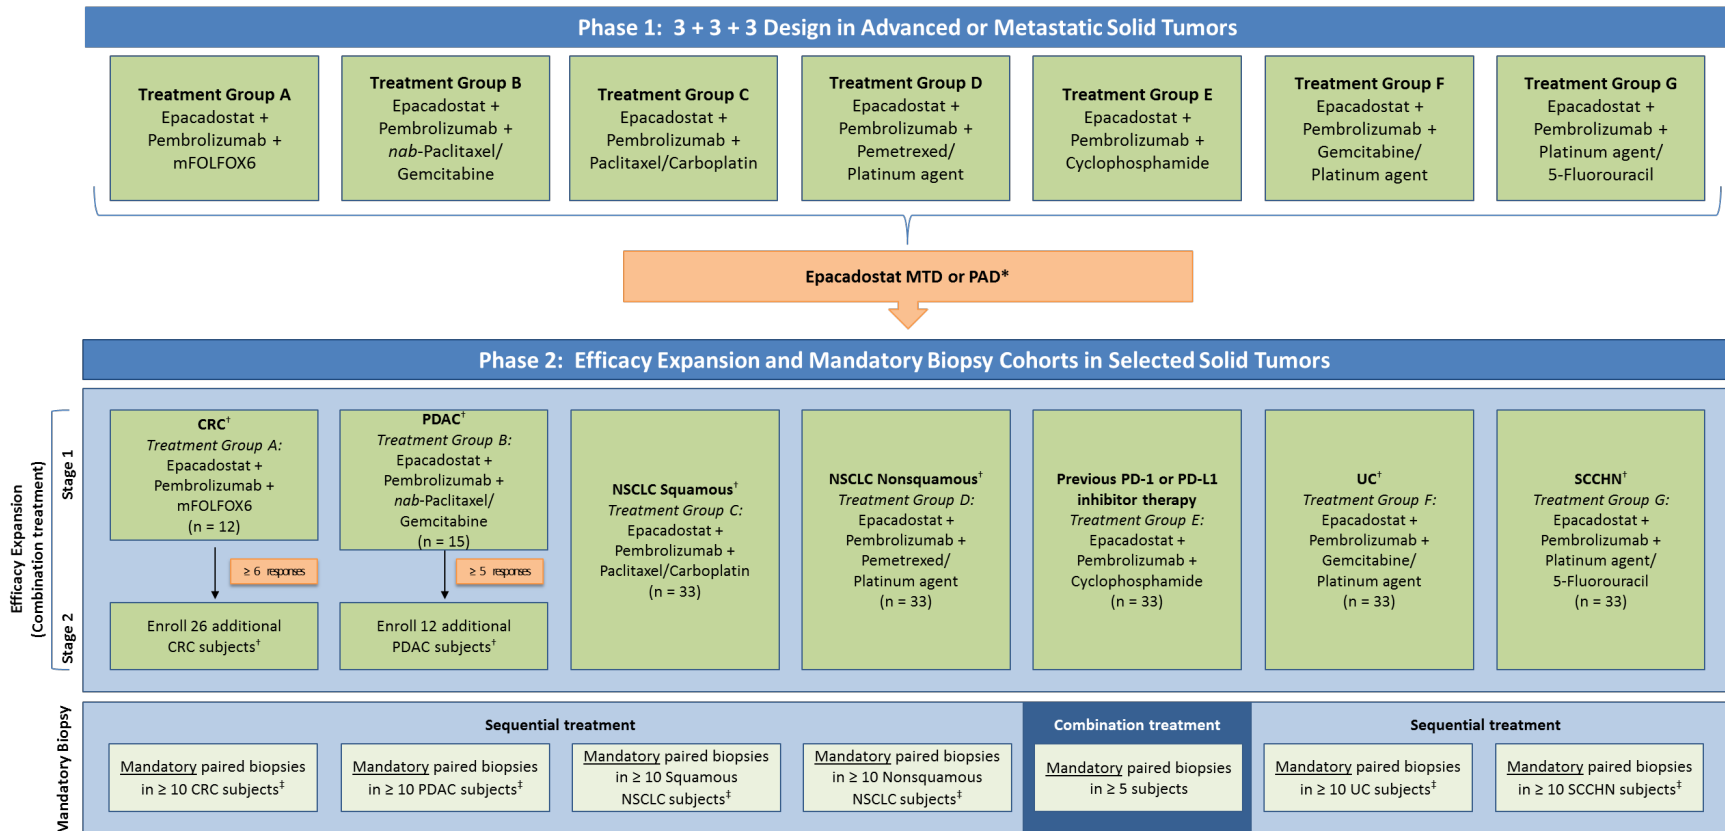 Phase 1:  3 + 3 + 3 Design in Advanced or Metastatic Solid Tumors
Treatment Group A
Epacadostat +
Pembrolizumab +
mFOLFOX6
Treatment Group B
Epacadostat +
Pembrolizumab +
nab-Paclitaxel/
Gemcitabine
Treatment Group C
Epacadostat +
Pembrolizumab +
Paclitaxel/Carboplatin
Treatment Group D
Epacadostat +
Pembrolizumab +
Pemetrexed/
Platinum agent
Treatment Group E
Epacadostat +
Pembrolizumab +
Cyclophosphamide
Treatment Group F
Epacadostat +
Pembrolizumab +
Gemcitabine/
Platinum agent
Treatment Group G
Epacadostat +
Pembrolizumab +
Platinum agent/
5-Fluorouracil
Epacadostat MTD or PAD*
Phase 2:  Efficacy Expansion and Mandatory Biopsy Cohorts in Selected Solid Tumors
Efficacy Expansion
(Combination treatment)
Stage 1
Stage 2
CRC†
Treatment Group A:
Epacadostat +
Pembrolizumab +
mFOLFOX6
(n = 12)
≥ 6 responses
Enroll 26 additional
CRC subjects†
PDAC†
Treatment Group B:
Epacadostat +
Pembrolizumab +
nab-Paclitaxel/
Gemcitabine
(n = 15)
≥ 5 responses
Enroll 12 additional
PDAC subjects†
NSCLC Squamous†
Treatment Group C:
Epacadostat +
Pembrolizumab +
Paclitaxel/Carboplatin
(n = 33)
NSCLC Nonsquamous†
Treatment Group D:
Epacadostat +
Pembrolizumab +
Pemetrexed/
Platinum agent
(n = 33)
Previous PD-1 or PD-L1
inhibitor therapy
Treatment Group E:
Epacadostat +
Pembrolizumab +
Cyclophosphamide
(n = 33)
UC†
Treatment Group F:
Epacadostat +
Pembrolizumab +
Gemcitabine/
Platinum agent
(n = 33)
SCCHN†
Treatment Group G:
Epacadostat +
Pembrolizumab +
Platinum agent/
5-Fluorouracil
(n = 33)
Mandatory Biopsy
Sequential treatment
Mandatory paired biopsies
in ≥ 10 CRC subjects‡
Mandatory paired biopsies
in ≥ 10 PDAC subjects‡
Mandatory paired biopsies
in ≥ 10 Squamous
NSCLC subjects‡
Mandatory paired biopsies
in ≥ 10 Nonsquamous
NSCLC subjects‡
Combination treatment
Mandatory paired biopsies
in ≥ 5 subjects
Sequential treatment
Mandatory paired biopsies
in ≥ 10 UC subjects‡
Mandatory paired biopsies
in ≥ 10 SCCHN subjects‡